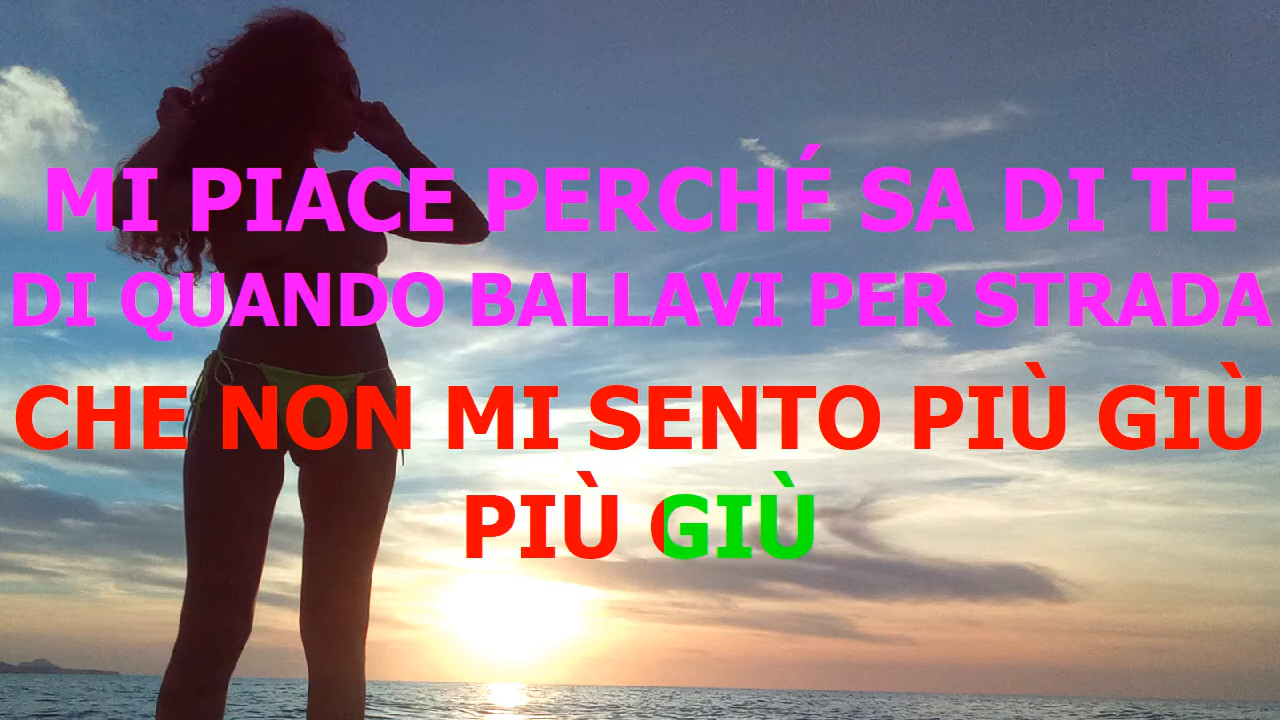 MI PIACE PERCHÉ SA DI TE
DI QUANDO BALLAVI PER STRADA
CHE NON MI SENTO PIÙ GIÙ
PIÙ GIÙ